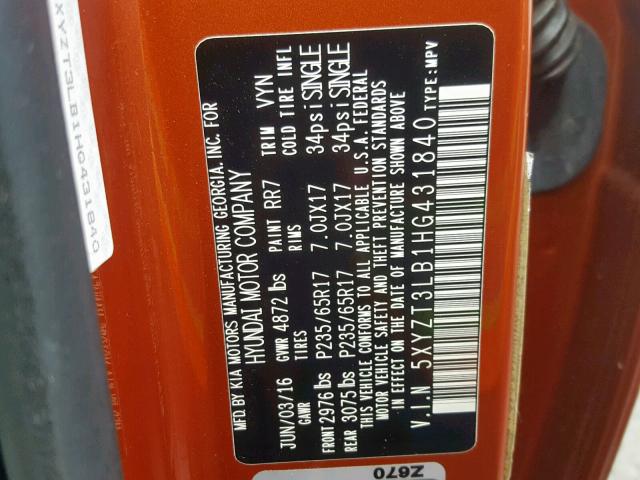 MFD. BY KIA MOTORS MANUFACTURING GEORGIA, INC. FOR
HYUNDAI MOTOR COMPANY
JUN/03/16 GVWR 4872 lbs PAINT RR7 TRIM VYN
GAWR TIRES RIMS COLD TIRE INFL
FRONT 2976 lbs P235/65R17 7.0JX17 34psi SINGLE
REAR 3075 lbs P235/65R17 7.0JX17 34psi SINGLE
THIS VEHICLE CONFORMS TO ALL APPLICABLE U.S.A. FEDERAL
MOTOR VEHICLE SAFETY AND THEFT PREVENTION STANDARDS
IN EFFECT ON THE DATE OF MANUFACTURE SHOWN ABOVE
V.I.N 5XYZT3LB1HG431840 TYPE: MPV
5XYZT3LB1HG431840
Z670